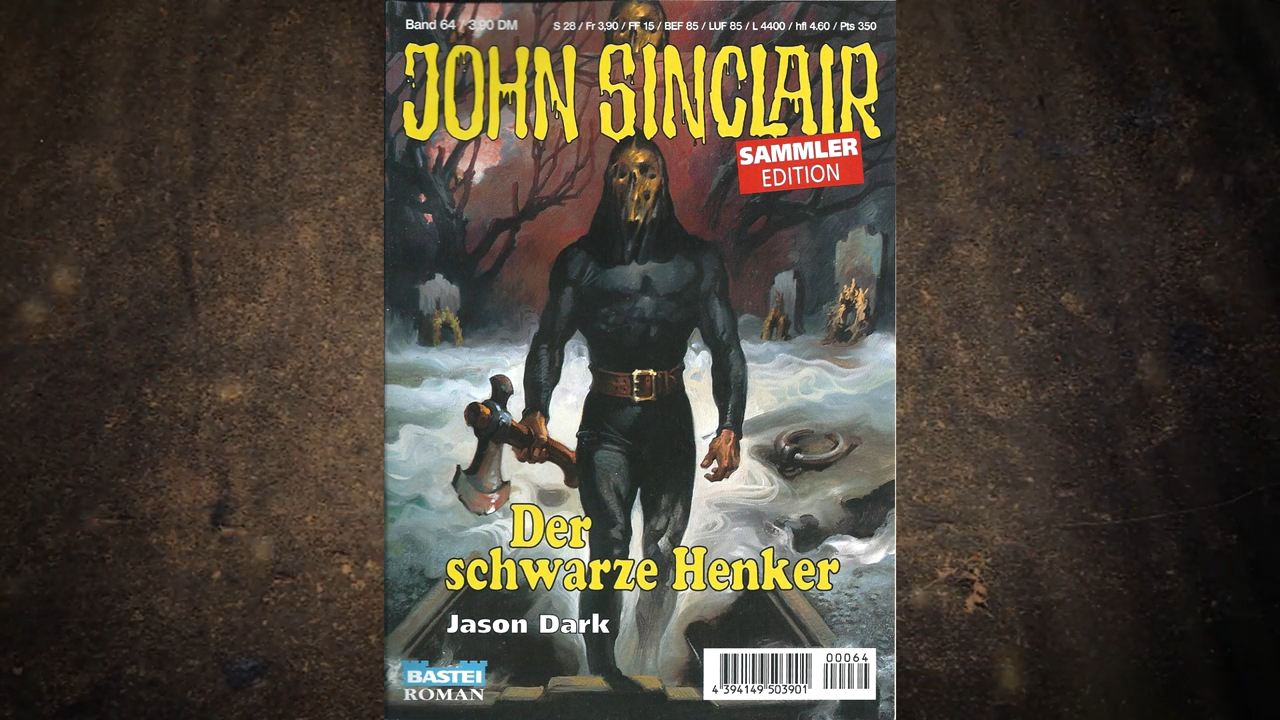 Band 64 / 3,90 DM
S 28 / Fr 3,90 / FF 15 / BEF 85 / LUF 85 / L 4400 / hfl 4.60 / Pts 350
JOHN SINCLAIR
SAMMLER
EDITION
Der
schwarze Henker
Jason Dark
BASTEI
ROMAN
00064
4 394149 503901